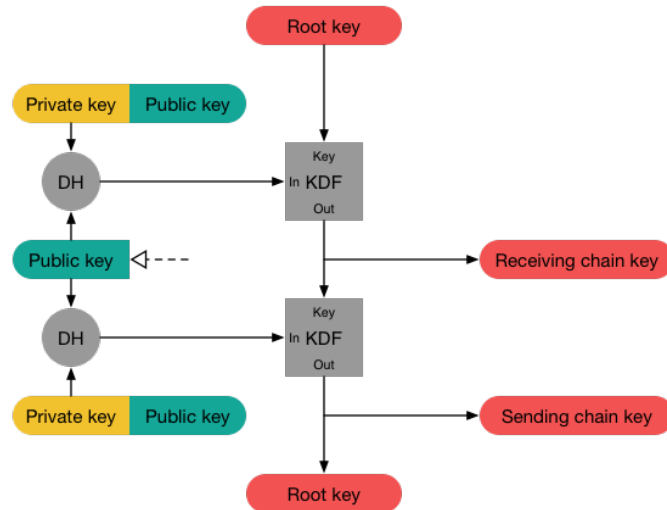 Root key
Private key Public key
Key
DH
In KDF
Out
Public key
Receiving chain key
Key
DH
In KDF
Out
Private key Public key
Sending chain key
Root key